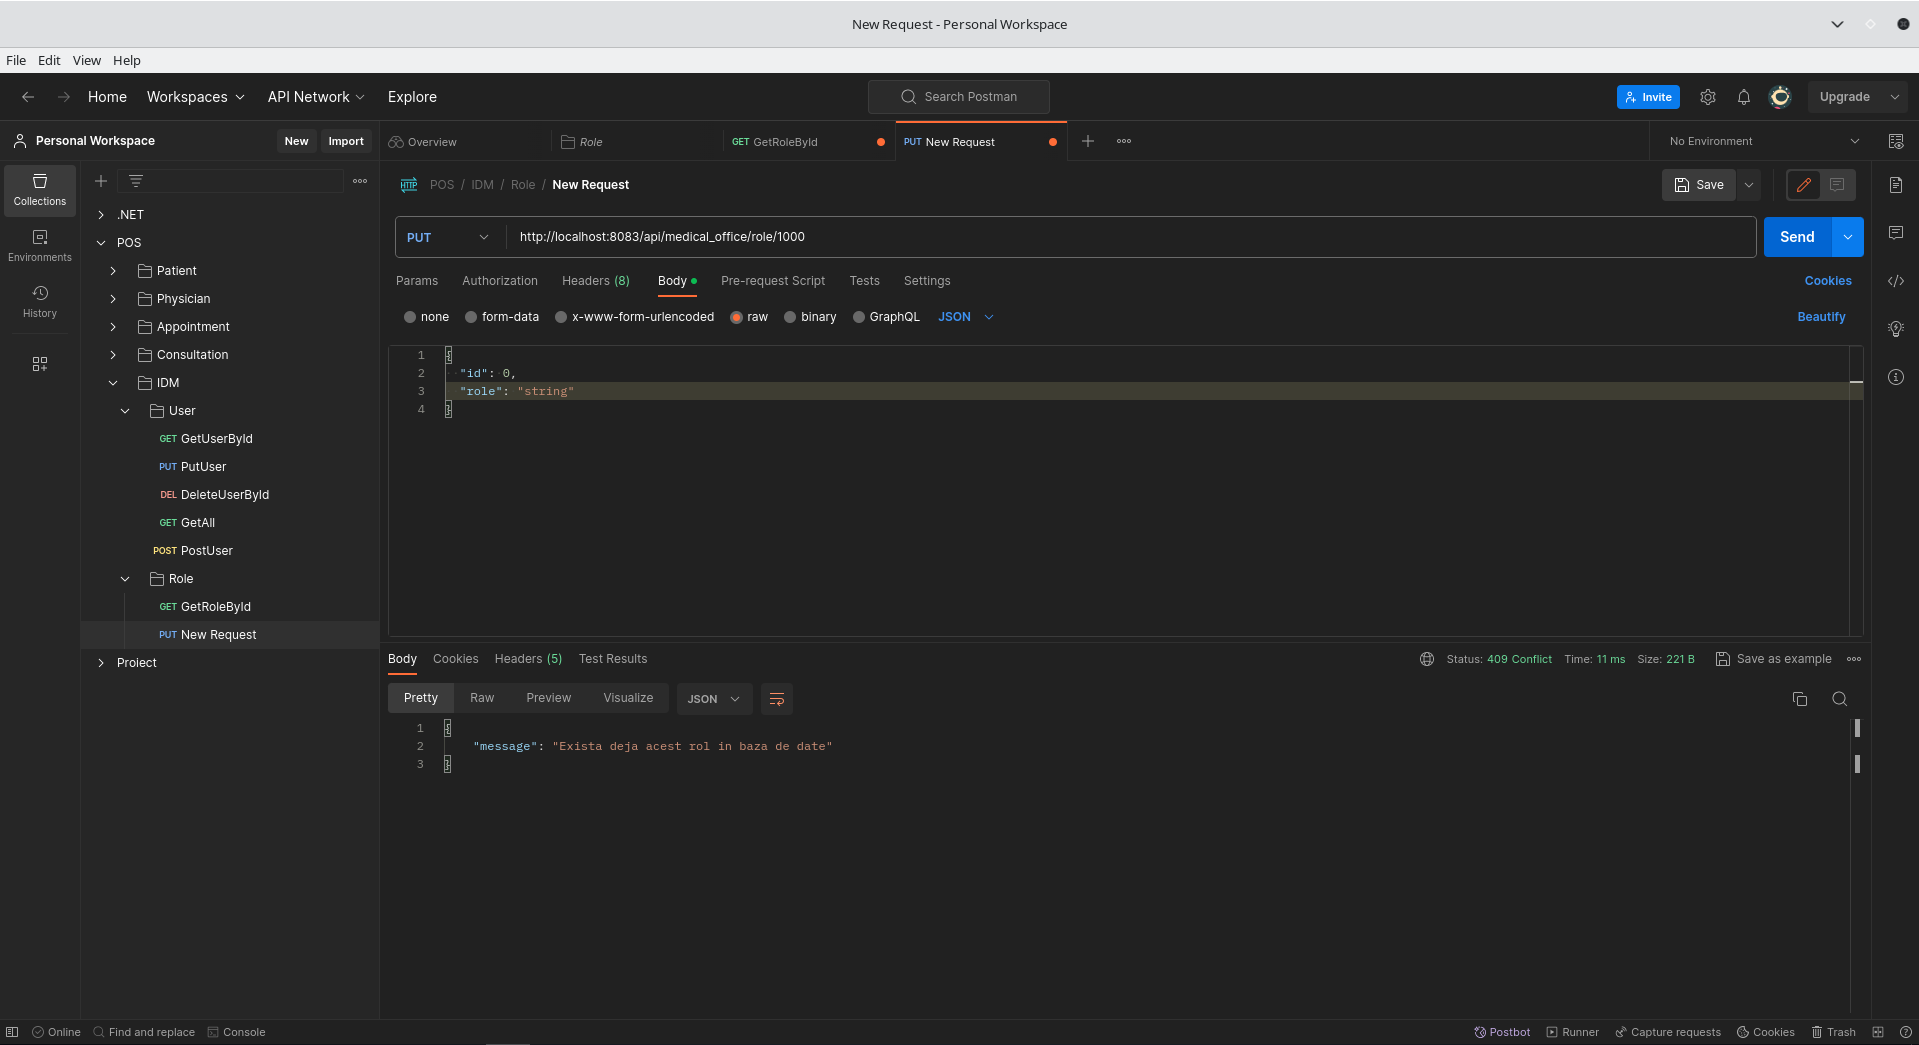 New Request - Personal Workspace
File Edit View Help
Home Workspaces API Network Explore
Search Postman
Invite
Upgrade
Personal Workspace
New Import
Overview
Role
GET GetRoleById
PUT New Request
No Environment
Collections
Environments
History
.NET
POS
Patient
Physician
Appointment
Consultation
IDM
User
GET GetUserById
PUT PutUser
DEL DeleteUserById
GET GetAll
POST PostUser
Role
GET GetRoleById
PUT New Request
Proiect
HTTP POS / IDM / Role / New Request
Save
PUT http://localhost:8083/api/medical_office/role/1000
Send
Params Authorization Headers (8) Body Pre-request Script Tests Settings
Cookies
none form-data x-www-form-urlencoded raw binary GraphQL JSON
Beautify
1 {
2 "id": 0,
3 "role": "string"
4 }
Body Cookies Headers (5) Test Results
Status: 409 Conflict Time: 11 ms Size: 221 B
Save as example
Pretty Raw Preview Visualize JSON
1 {
2 "message": "Exista deja acest rol in baza de date"
3 }
Online Find and replace Console
Postbot Runner Capture requests Cookies Trash